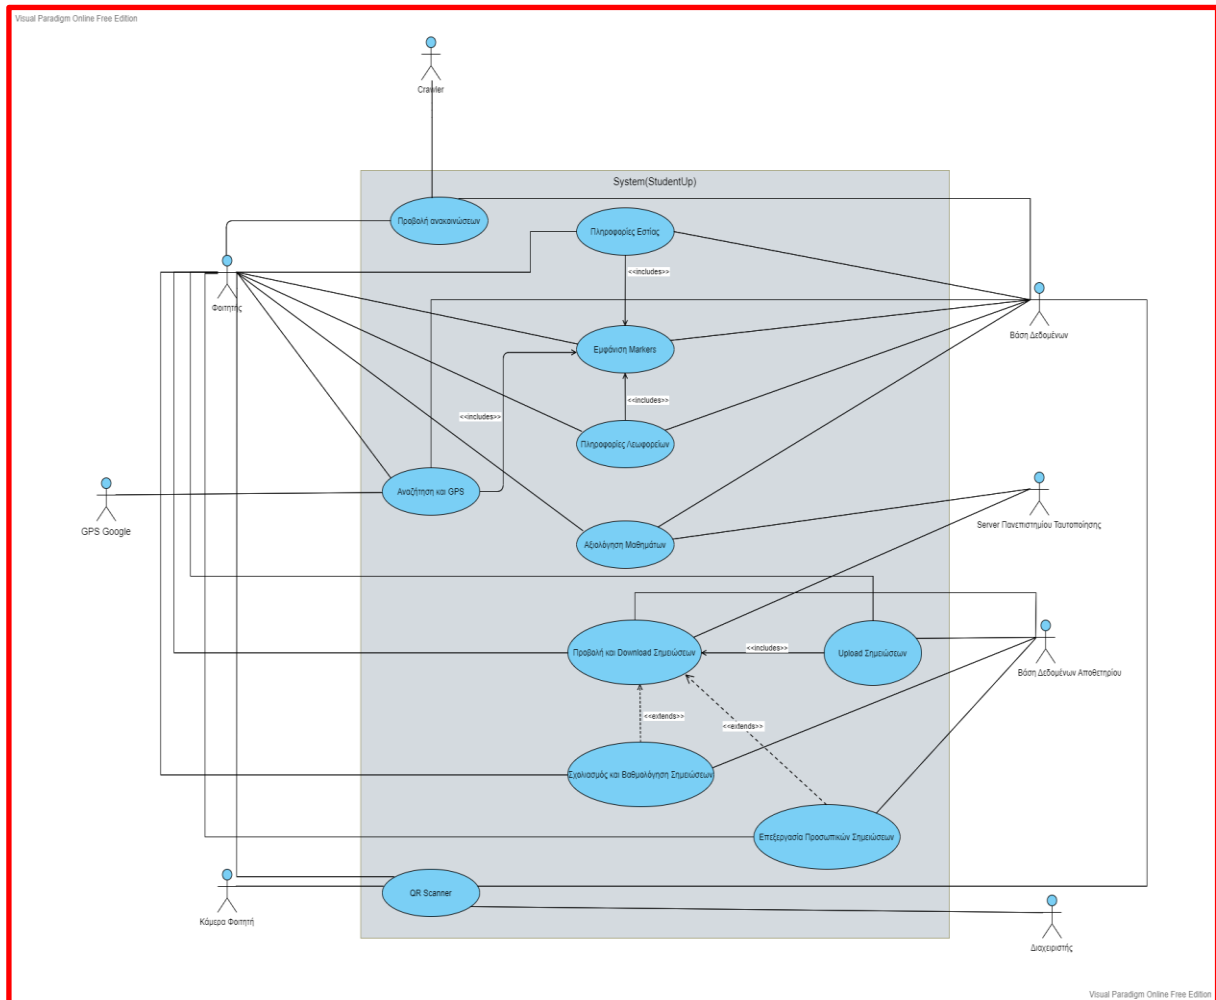 Visual Paradigm Online Free Edition
Crawler
System(StudentUp)
Προβολή ανακοινώσεων
Πληροφορίες Εστίας
<<includes>>
Φοιτητής
Βάση Δεδομένων
Εμφάνιση Markers
<<includes>>
<<includes>>
Πληροφορίες Λεωφορείων
Αναζήτηση και GPS
GPS Google
Server Πανεπιστημίου Ταυτοποίησης
Αξιολόγηση Μαθημάτων
Προβολή και Download Σημειώσεων
<<includes>>
Upload Σημειώσεων
Βάση Δεδομένων Αποθετηρίου
<<extends>>
<<extends>>
Σχολιασμός και Βαθμολόγηση Σημειώσεων
Επεξεργασία Προσωπικών Σημειώσεων
QR Scanner
Κάμερα Φοιτητή
Διαχειριστής
Visual Paradigm Online Free Edition